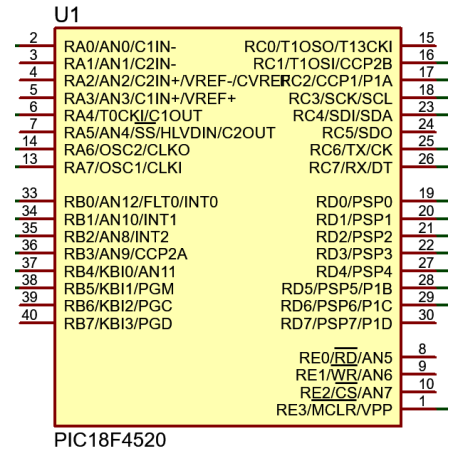 U1
2 RA0/AN0/C1IN- RC0/T1OSO/T13CKI 15
3 RA1/AN1/C2IN- RC1/T1OSI/CCP2B 16
4 RA2/AN2/C2IN+/VREF-/CVREF RC2/CCP1/P1A 17
5 RA3/AN3/C1IN+/VREF+ RC3/SCK/SCL 18
6 RA4/T0CKI/C1OUT RC4/SDI/SDA 23
7 RA5/AN4/SS/HLVDIN/C2OUT RC5/SDO 24
14 RA6/OSC2/CLKO RC6/TX/CK 25
13 RA7/OSC1/CLKI RC7/RX/DT 26
33 RB0/AN12/FLT0/INT0 RD0/PSP0 19
34 RB1/AN10/INT1 RD1/PSP1 20
35 RB2/AN8/INT2 RD2/PSP2 21
36 RB3/AN9/CCP2A RD3/PSP3 22
37 RB4/KBI0/AN11 RD4/PSP4 27
38 RB5/KBI1/PGM RD5/PSP5/P1B 28
39 RB6/KBI2/PGC RD6/PSP6/P1C 29
40 RB7/KBI3/PGD RD7/PSP7/P1D 30
RE0/RD/AN5 8
RE1/WR/AN6 9
RE2/CS/AN7 10
RE3/MCLR/VPP 1
PIC18F4520